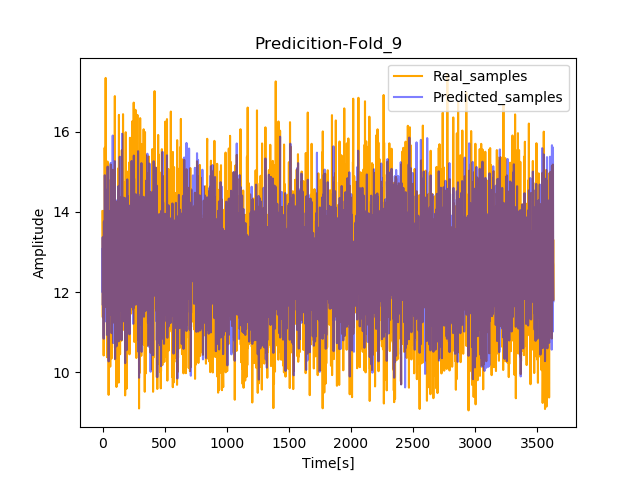 Predicition-Fold_9
Real_samples
Predicted_samples
Amplitude
16
14
12
10
0 500 1000 1500 2000 2500 3000 3500
Time[s]